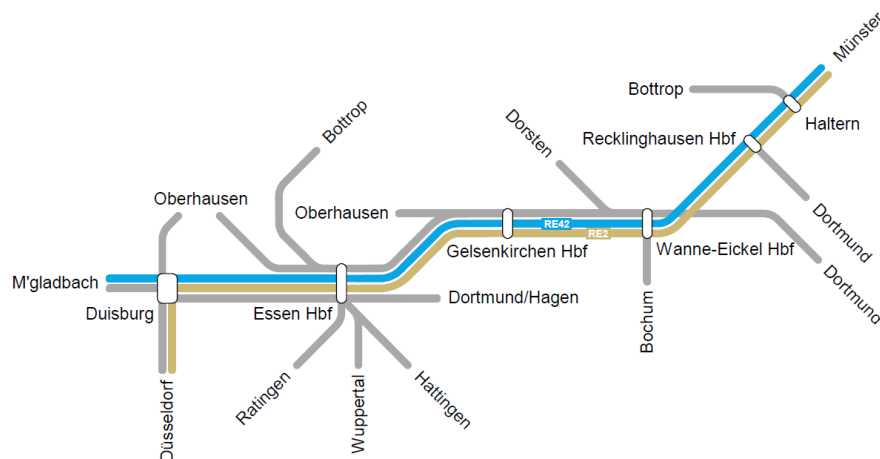 Münster
Bottrop
Haltern
Recklinghausen Hbf
Bottrop
Dorsten
Oberhausen
Oberhausen
RE42
RE2
Gelsenkirchen Hbf
Wanne-Eickel Hbf
Dortmund
Dortmund
M'gladbach
Duisburg
Essen Hbf
Dortmund/Hagen
Bochum
Düsseldorf
Ratingen
Wuppertal
Hattingen